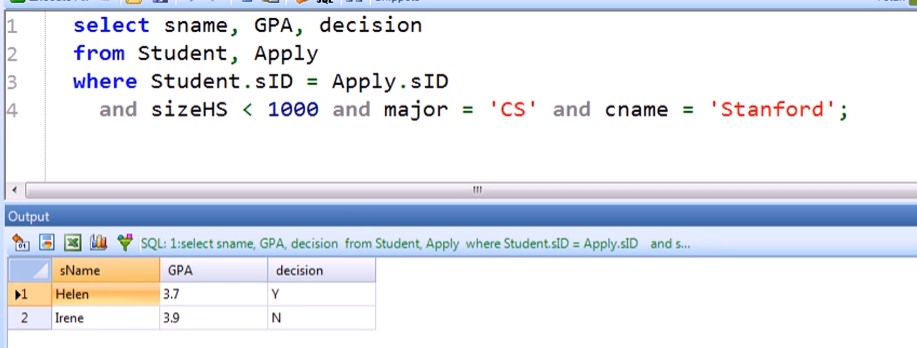 1 select sname, GPA, decision
2 from Student, Apply
3 where Student.sID = Apply.sID
4 and sizeHS < 1000 and major = 'CS' and cname = 'Stanford';
Output
SQL: 1:select sname, GPA, decision from Student, Apply where Student.sID = Apply.sID and s...
sName GPA decision
1 Helen 3.7 Y
2 Irene 3.9 N